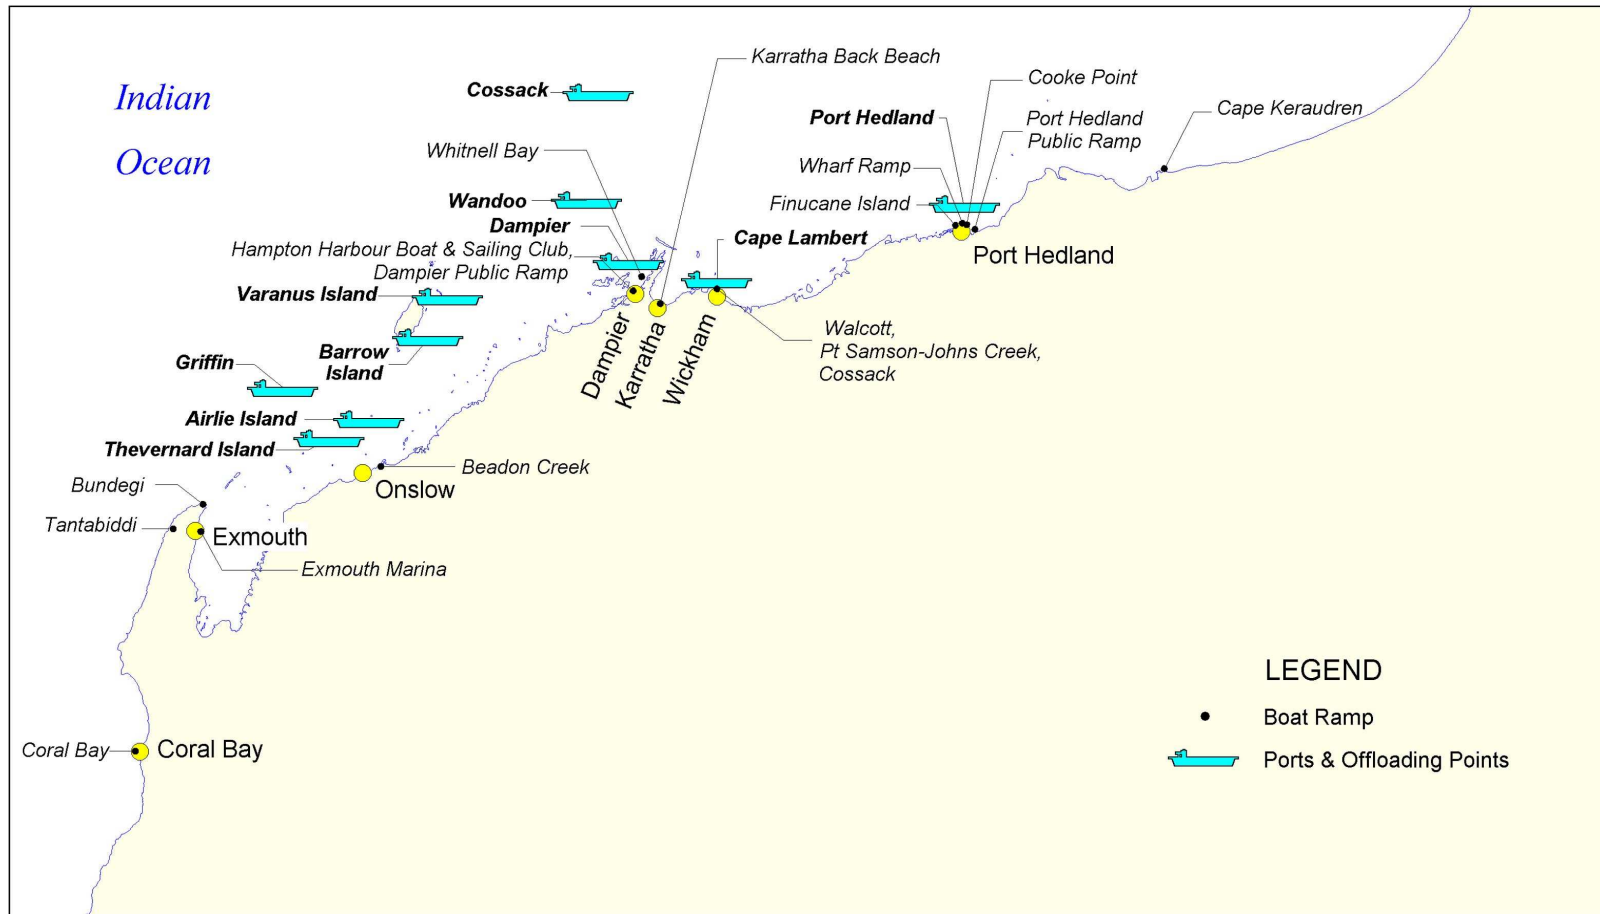 Indian
Ocean
Cossack
Karratha Back Beach
Cooke Point
Port Hedland
Port Hedland
Public Ramp
Cape Keraudren
Whitnell Bay
Wharf Ramp
Wandoo
Finucane Island
Dampier
Cape Lambert
Hampton Harbour Boat & Sailing Club,
Dampier Public Ramp
Port Hedland
Varanus Island
Dampier
Karratha
Wickham
Walcott,
Pt Samson-Johns Creek,
Cossack
Barrow
Island
Griffin
Airlie Island
Thevernard Island
Beadon Creek
Onslow
Bundegi
Tantabiddi
Exmouth
Exmouth Marina
Coral Bay
Coral Bay
LEGEND
Boat Ramp
Ports & Offloading Points